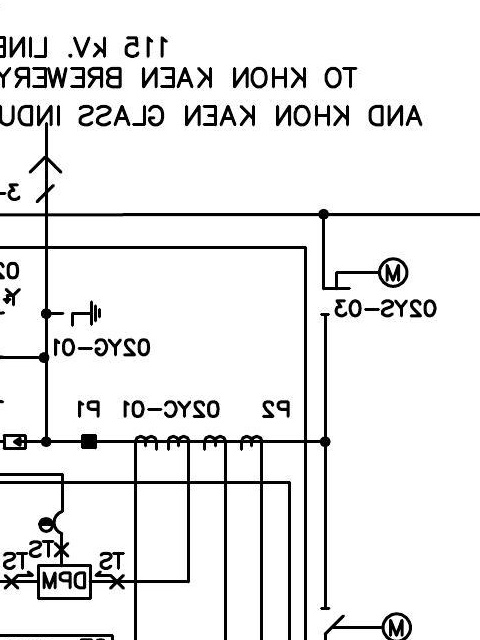 115 kV. LINE
TO KHON KAEN BREWERY
AND KHON KAEN GLASS INDU
3-
M
02
02YS-03
02YG-01
P1 02YC-01 P2
TS
TS TS
DPM
M